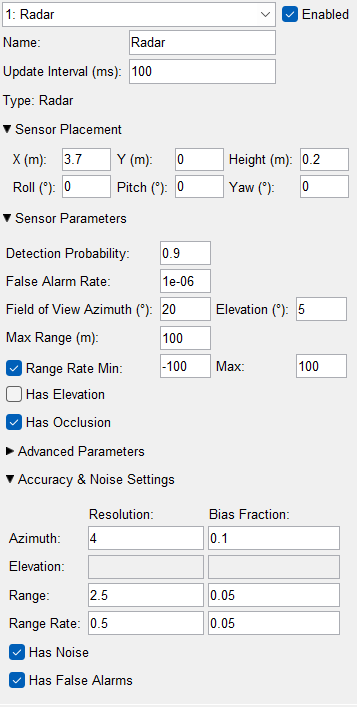 1: Radar Enabled
Name: Radar
Update Interval (ms): 100
Type: Radar
Sensor Placement
X (m): 3.7 Y (m): 0 Height (m): 0.2
Roll (°): 0 Pitch (°): 0 Yaw (°): 0
Sensor Parameters
Detection Probability: 0.9
False Alarm Rate: 1e-06
Field of View Azimuth (°): 20 Elevation (°): 5
Max Range (m): 100
Range Rate Min: -100 Max: 100
Has Elevation
Has Occlusion
Advanced Parameters
Accuracy & Noise Settings
Resolution: Bias Fraction:
Azimuth: 4 0.1
Elevation:
Range: 2.5 0.05
Range Rate: 0.5 0.05
Has Noise
Has False Alarms